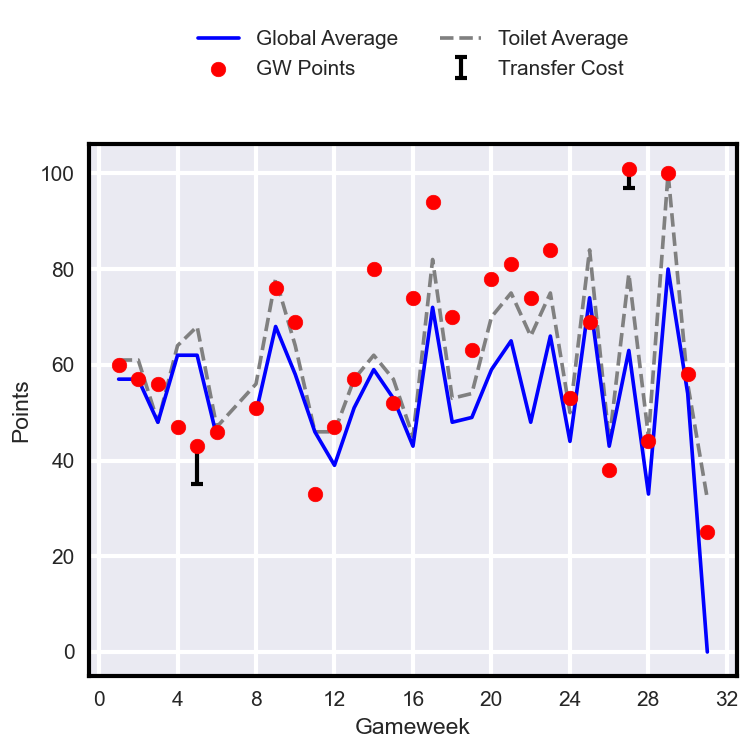 Global Average
Toilet Average
GW Points
Transfer Cost
100
80
60
40
20
0
Points
0 4 8 12 16 20 24 28 32
Gameweek